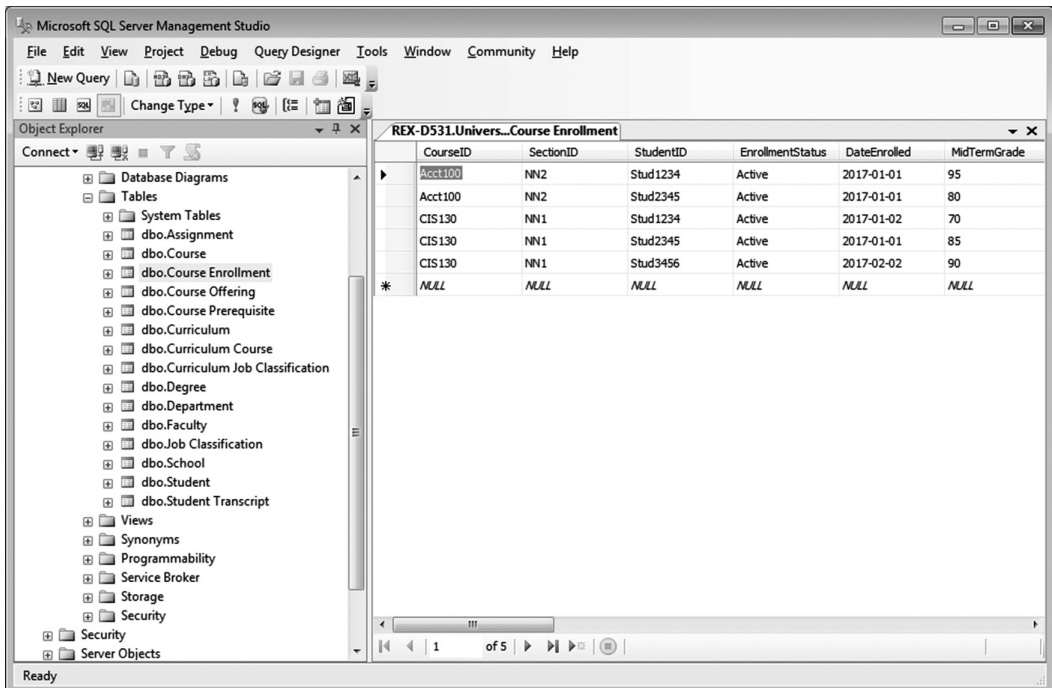 Microsoft SQL Server Management Studio
File Edit View Project Debug Query Designer Tools Window Community Help
New Query
Change Type
Object Explorer
REX-D531.Univers...Course Enrollment
Connect
CourseID SectionID StudentID EnrollmentStatus DateEnrolled MidTermGrade
Acct100 NN2 Stud1234 Active 2017-01-01 95
Acct100 NN2 Stud2345 Active 2017-01-01 80
CIS130 NN1 Stud1234 Active 2017-01-02 70
CIS130 NN1 Stud2345 Active 2017-01-01 85
CIS130 NN1 Stud3456 Active 2017-02-02 90
NULL NULL NULL NULL NULL NULL
Database Diagrams
Tables
System Tables
dbo.Assignment
dbo.Course
dbo.Course Enrollment
dbo.Course Offering
dbo.Course Prerequisite
dbo.Curriculum
dbo.Curriculum Course
dbo.Curriculum Job Classification
dbo.Degree
dbo.Department
dbo.Faculty
dbo.Job Classification
dbo.School
dbo.Student
dbo.Student Transcript
Views
Synonyms
Programmability
Service Broker
Storage
Security
Security
Server Objects
1 of 5
Ready